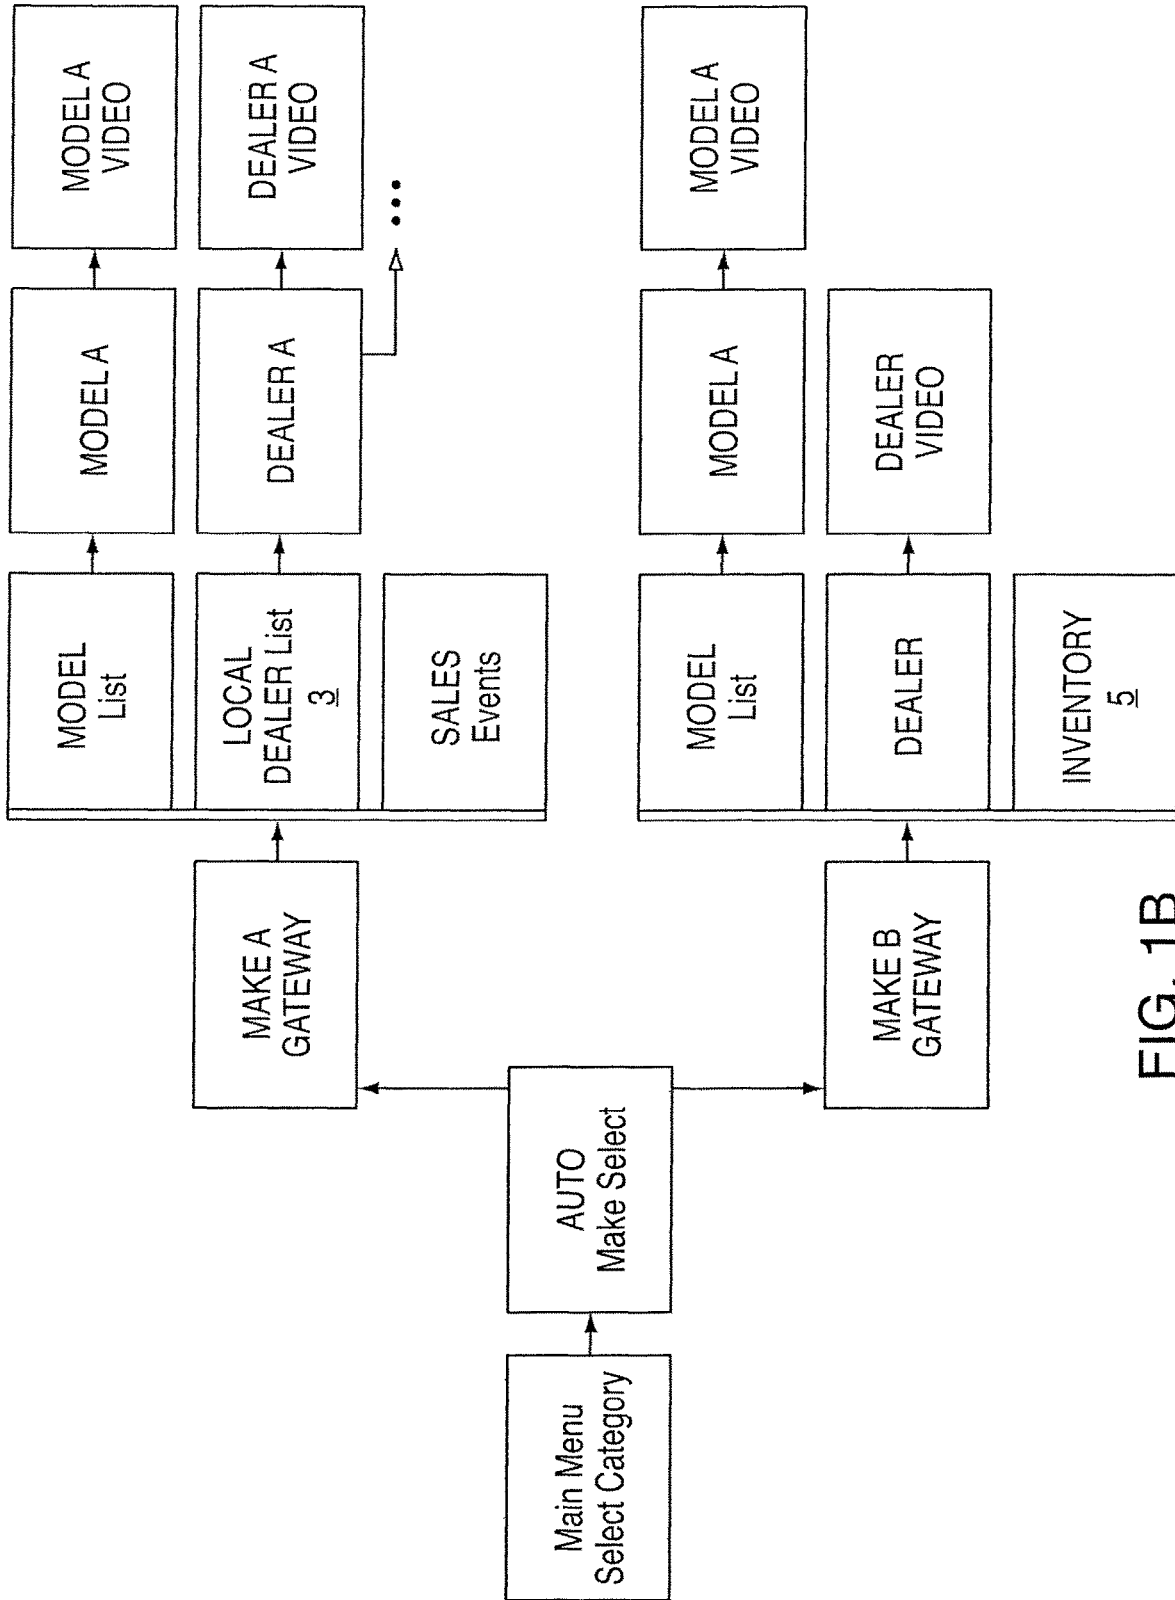 Main Menu
Select Category
AUTO
Make Select
MAKE A
GATEWAY
MODEL
List
MODEL A
MODEL A
VIDEO
LOCAL
DEALER List
3
DEALER A
DEALER A
VIDEO
SALES
Events
MAKE B
GATEWAY
MODEL
List
MODEL A
MODEL A
VIDEO
DEALER
DEALER
VIDEO
INVENTORY
5
FIG. 1B